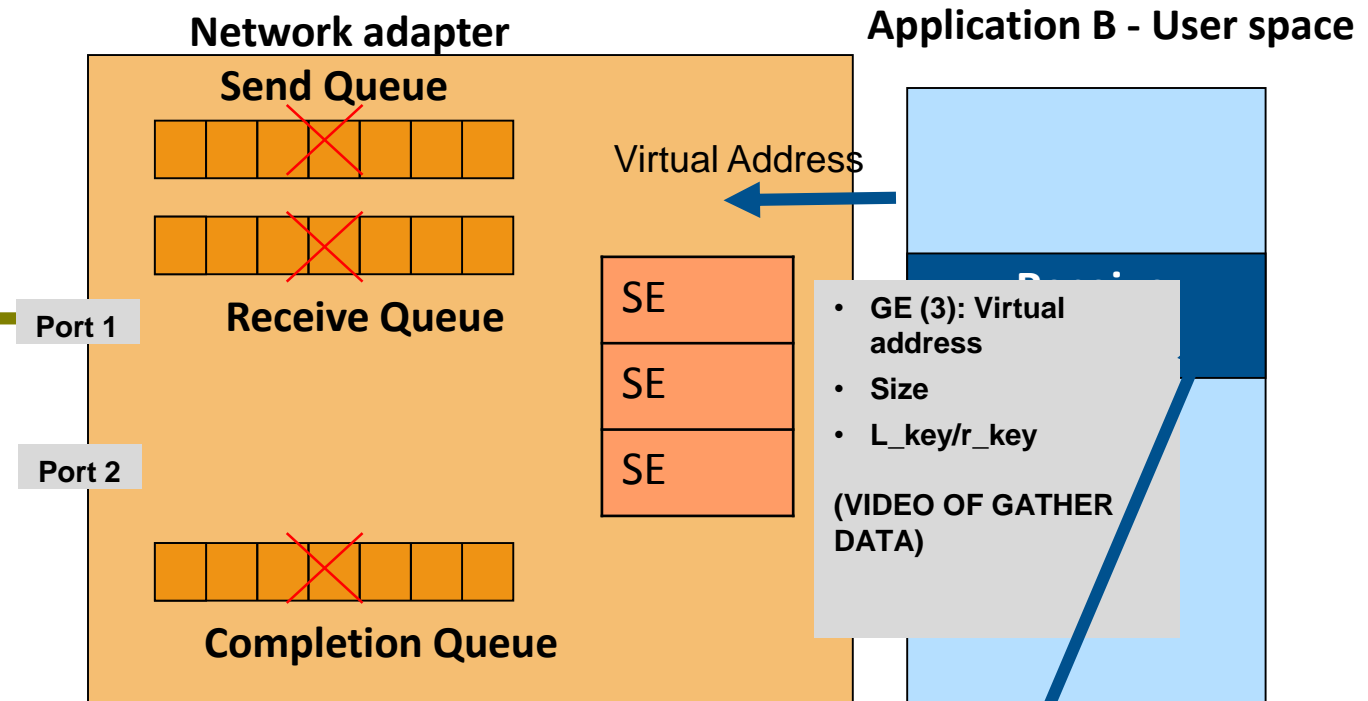 Network adapter
Application B - User space
Send Queue
Virtual Address
Receive Queue
Port 1
Port 2
SE
SE
SE
• GE (3): Virtual
address
• Size
• L_key/r_key
(VIDEO OF GATHER
DATA)
Completion Queue